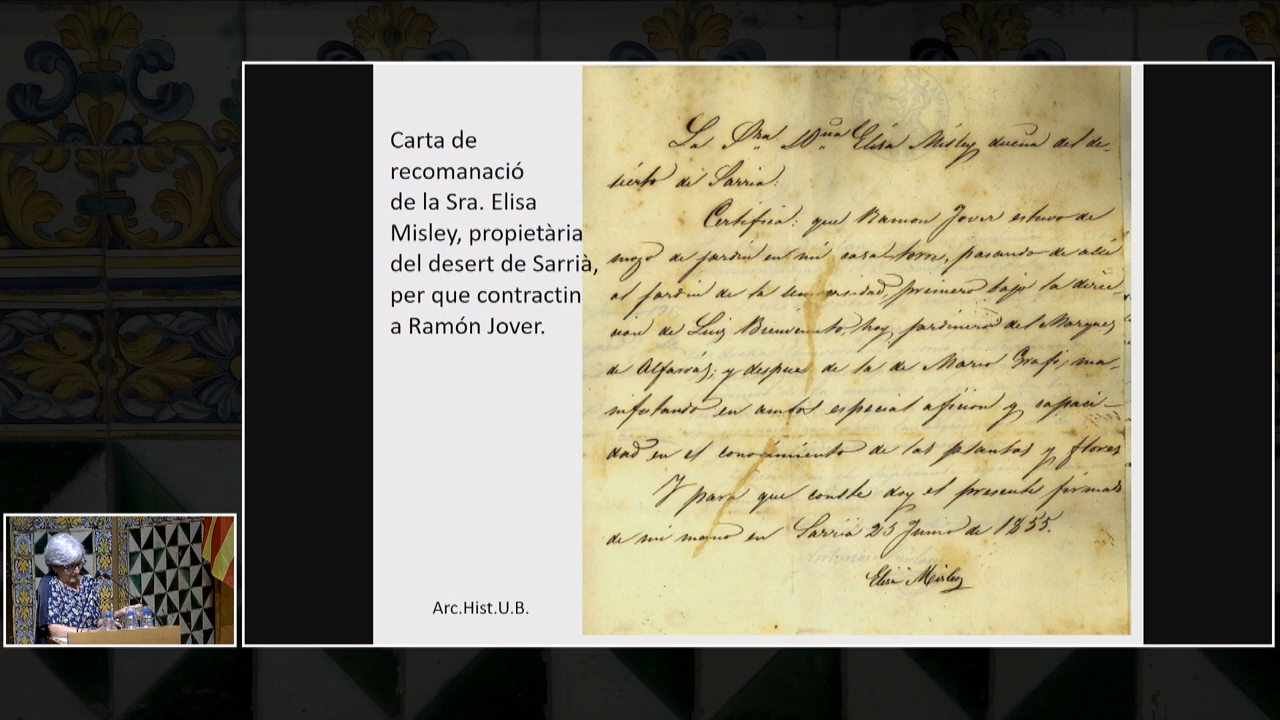 Carta de
recomanació
de la Sra. Elisa
Misley, propietària
del desert de Sarrià,
per que contractin
a Ramón Jover.
Arc.Hist.U.B.
La Sra. Dña. Elisa Misley dueña del de-
sierto de Sarria:
Certifica: que Ramon Jover estuvo de
mozo de jardin en mi casa torre, pasando de allí
al jardin de la Universidad, primero bajo la direc-
cion de Luis Bienvenuto, hoy jardinero del Marques
de Alfarrás; y despues de la de Mario Grafi; ma-
nifestando en ambos especial aficion y capaci-
dad en el conocimiento de las plantas y flores
Y para que conste doy el presente firmado
de mi mano en Sarria 23 Junio de 1855.
Elisa Misley